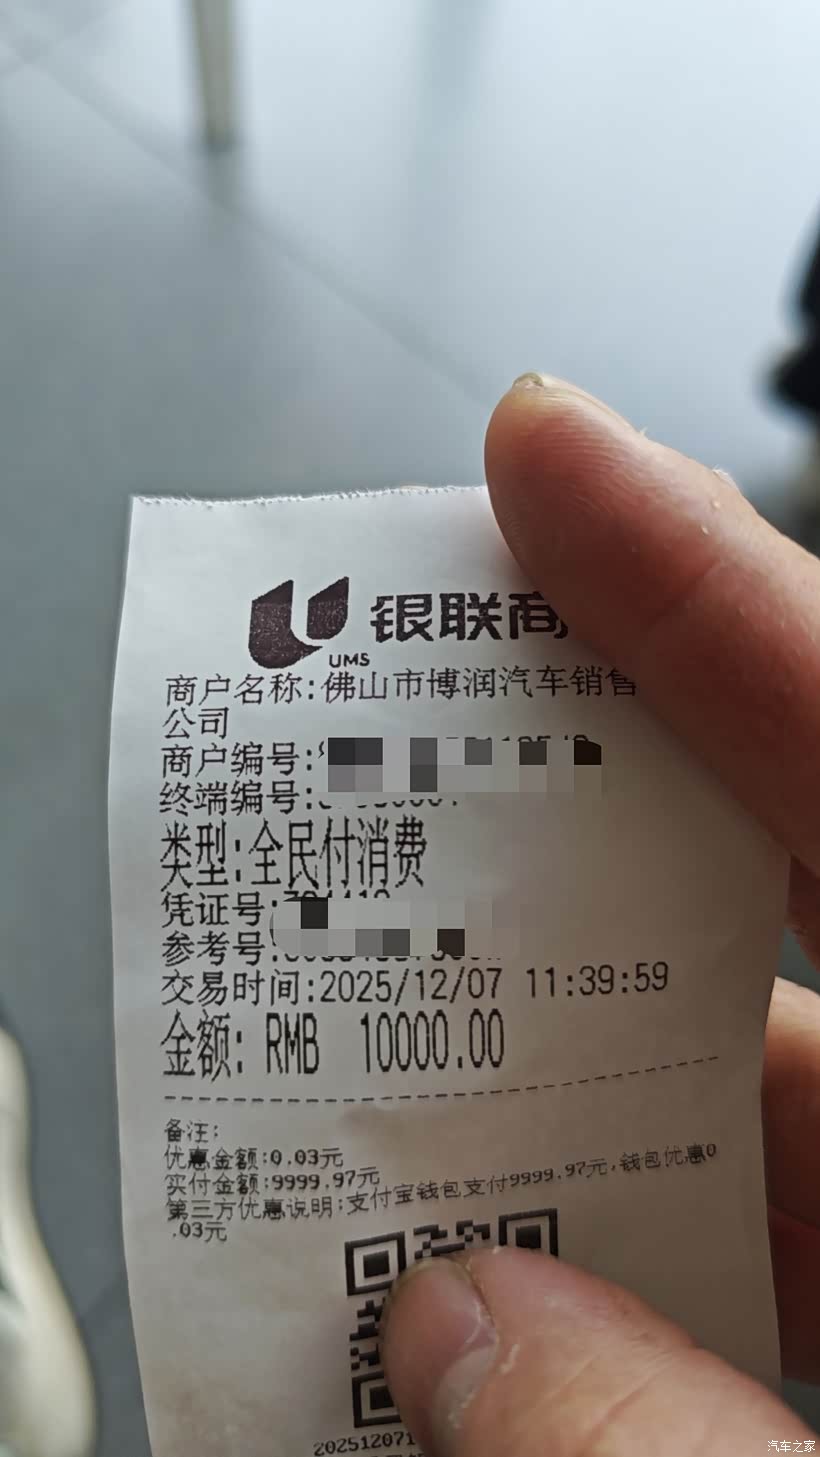 银联商
UMS
商户名称:佛山市博润汽车销售
公司
商户编号:
终端编号:
类型:全民付消费
凭证号:
参考号:
交易时间:2025/12/07 11:39:59
金额: RMB 10000.00
备注:
优惠金额:0.03元
实付金额:9999.97元
第三方优惠说明:支付宝钱包支付9999.97元,钱包优惠0
.03元
202512071
汽车之家